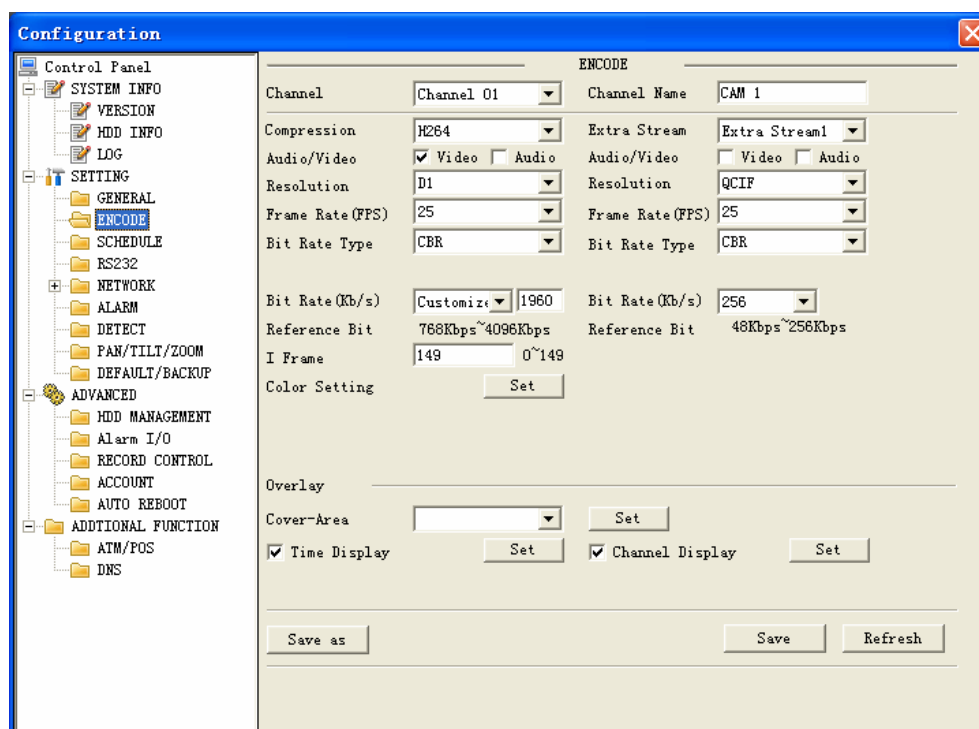 Configuration
Control Panel
SYSTEM INFO
VERSION
HDD INFO
LOG
SETTING
GENERAL
ENCODE
SCHEDULE
RS232
NETWORK
ALARM
DETECT
PAN/TILT/ZOOM
DEFAULT/BACKUP
ADVANCED
HDD MANAGEMENT
Alarm I/O
RECORD CONTROL
ACCOUNT
AUTO REBOOT
ADDTIONAL FUNCTION
ATM/POS
DNS
ENCODE
Channel Channel 01 Channel Name CAM 1
Compression H264 Extra Stream Extra Stream1
Audio/Video Video Audio Audio/Video Video Audio
Resolution D1 Resolution QCIF
Frame Rate(FPS) 25 Frame Rate(FPS) 25
Bit Rate Type CBR Bit Rate Type CBR
Bit Rate(Kb/s) Customize 1960 Bit Rate(Kb/s) 256
Reference Bit 768Kbps~4096Kbps Reference Bit 48Kbps~256Kbps
I Frame 149 0~149
Color Setting Set
Overlay
Cover-Area Set
Time Display Set Channel Display Set
Save as Save Refresh